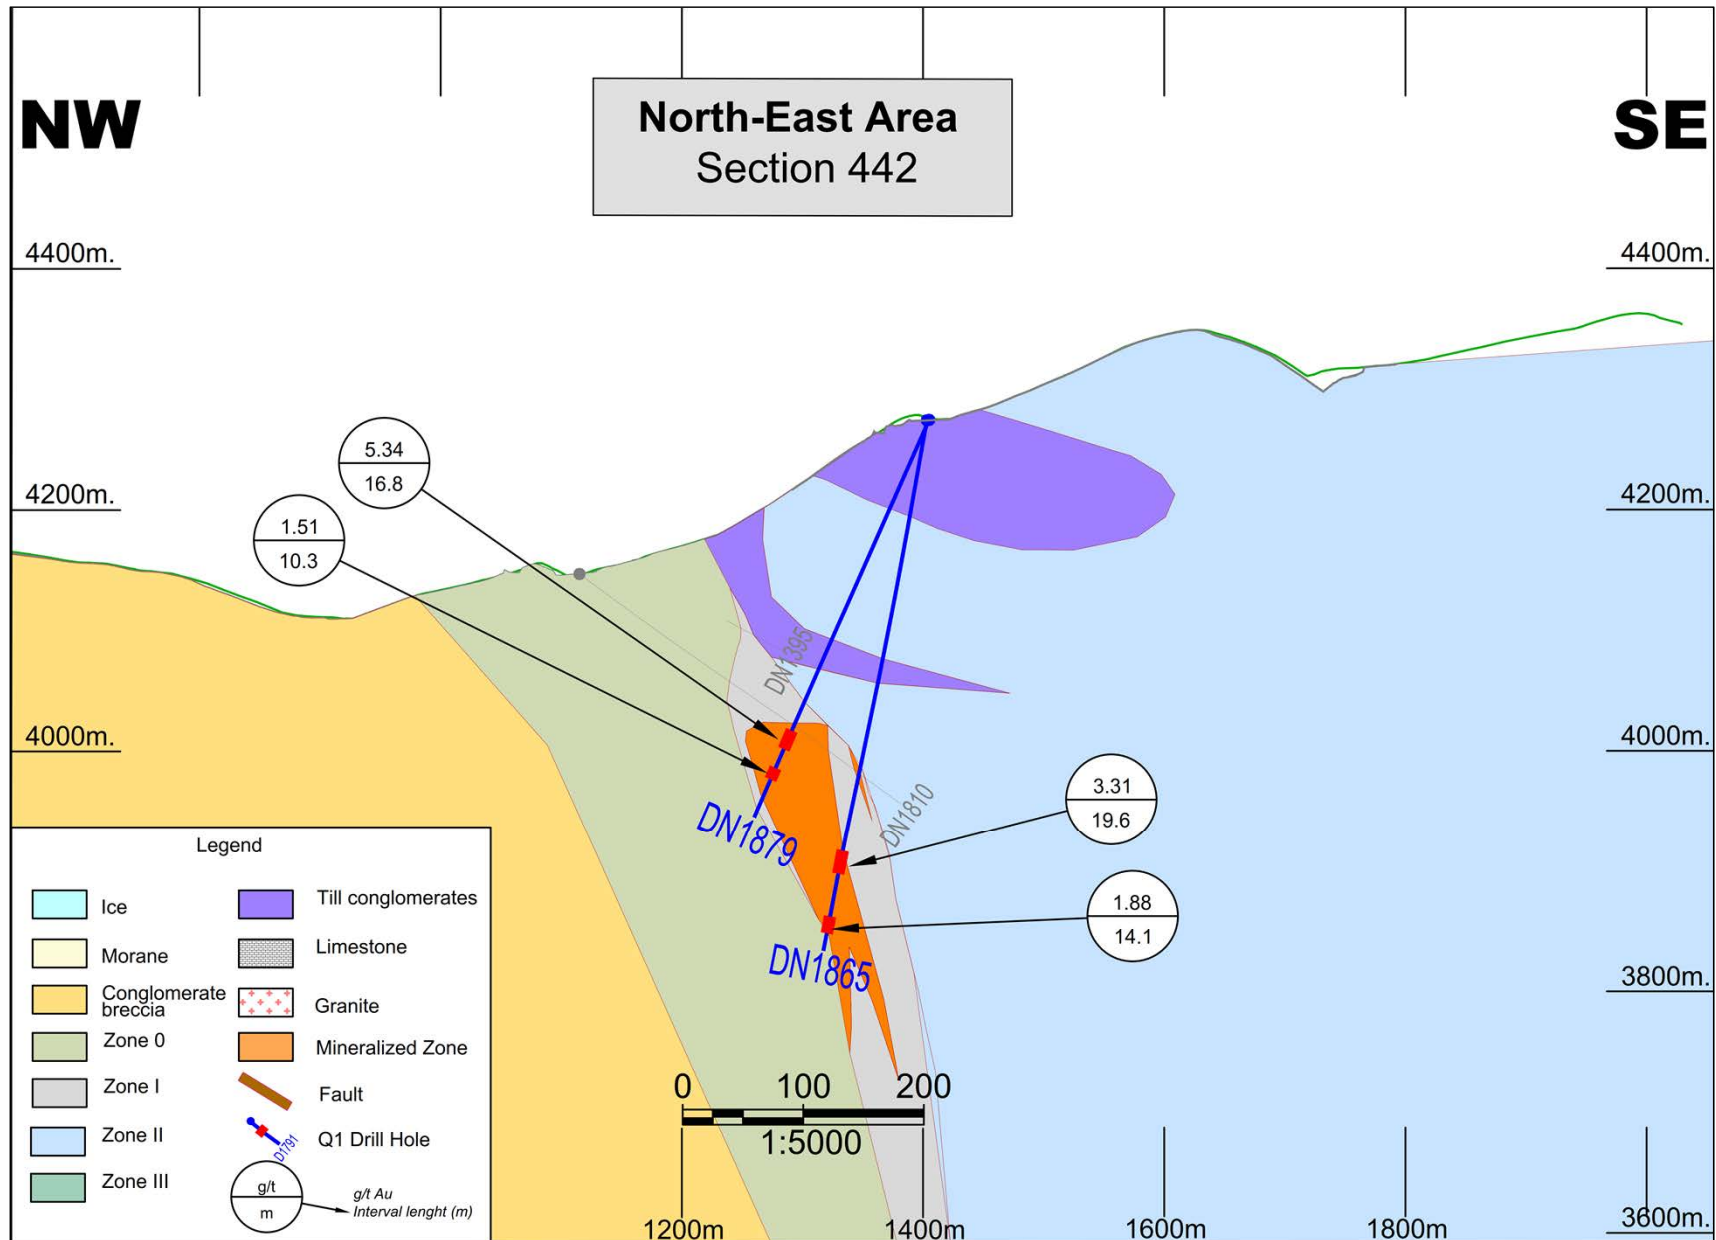 NW
North-East Area
Section 442
SE
4400m.
4400m.
5.34
16.8
1.51
10.3
4200m.
4200m.
DN1395
4000m.
4000m.
DN1879
DN1810
3.31
19.6
1.88
14.1
DN1865
3800m.
Legend
Ice
Till conglomerates
Morane
Limestone
Conglomerate
breccia
Granite
Zone 0
Mineralized Zone
Zone I
Fault
Zone II
D1791
Q1 Drill Hole
Zone III
g/t
m
g/t Au
Interval lenght (m)
0 100 200
1:5000
1200m
1400m
1600m
1800m
3600m.